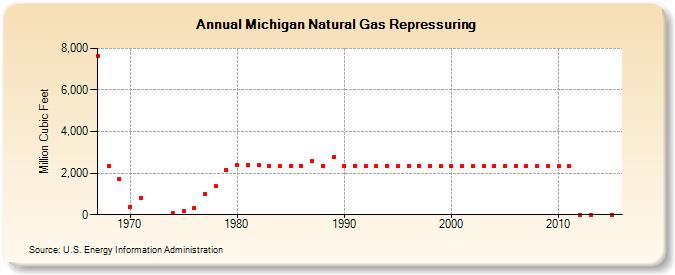 Annual Michigan Natural Gas Repressuring
Million Cubic Feet
8,000
6,000
4,000
2,000
0
1970 1980 1990 2000 2010
Source: U.S. Energy Information Administration